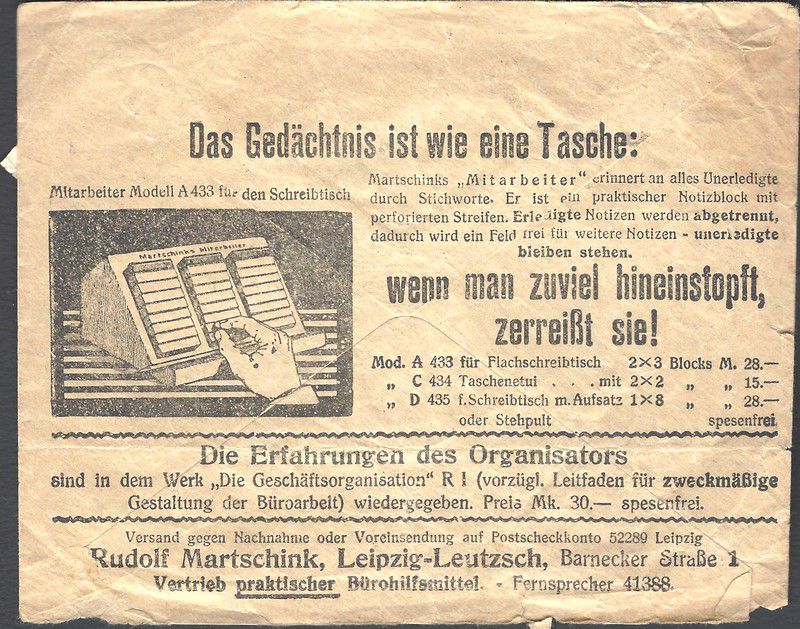 Das Gedächtnis ist wie eine Tasche:
Mitarbeiter Modell A 433 für den Schreibtisch
Martschinks Mitarbeiter
Martschinks „Mitarbeiter“ erinnert an alles Unerledigte
durch Stichworte. Er ist ein praktischer Notizblock mit
perforierten Streifen. Erledigte Notizen werden abgetrennt,
dadurch wird ein Feld frei für weitere Notizen - unerledigte
bleiben stehen.
wenn man zuviel hineinstopft,
zerreißt sie!
Mod. A 433 für Flachschreibtisch 2×3 Blocks M. 28.—
„ C 434 Taschenetui . . . mit 2×2 „ „ 15.—
„ D 435 f. Schreibtisch m. Aufsatz 1×8 „ „ 28.—
oder Stehpult spesenfrei
Die Erfahrungen des Organisators
sind in dem Werk „Die Geschäftsorganisation“ R I (vorzügl. Leitfaden für zweckmäßige
Gestaltung der Büroarbeit) wiedergegeben. Preis Mk. 30.— spesenfrei.
Versand gegen Nachnahme oder Voreinsendung auf Postscheckkonto 52289 Leipzig
Rudolf Martschink, Leipzig-Leutzsch, Barnecker Straße 1
Vertrieb praktischer Bürohilfsmittel. - Fernsprecher 41388.